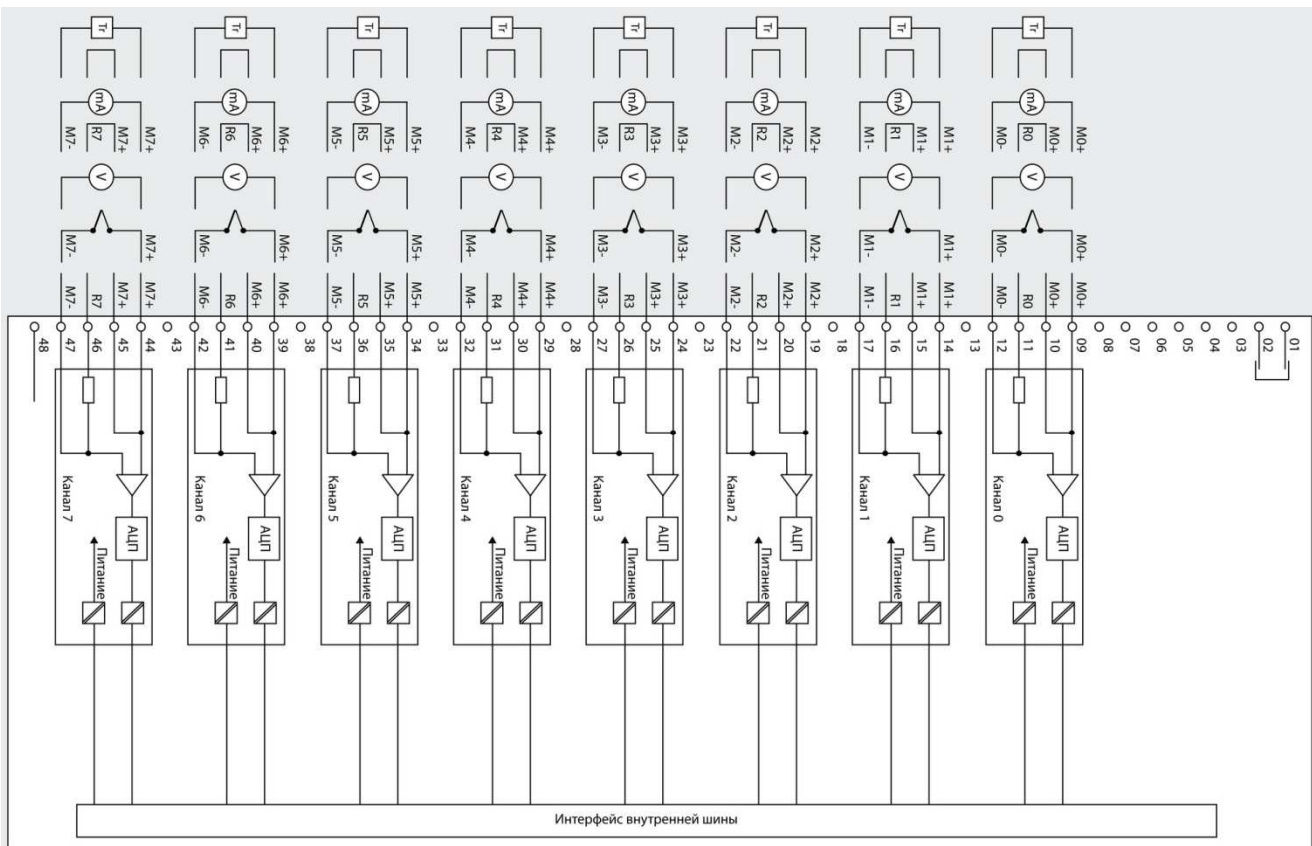 Tr Tr Tr Tr Tr Tr Tr Tr
mA mA mA mA mA mA mA mA
M7- R7 M7+ M7+ M6- R6 M6+ M6+ M5- R5 M5+ M5+ M4- R4 M4+ M4+ M3- R3 M3+ M3+ M2- R2 M2+ M2+ M1- R1 M1+ M1+ M0- R0 M0+ M0+
V V V V V V V V
M7- M7+ M6- M6+ M5- M5+ M4- M4+ M3- M3+ M2- M2+ M1- M1+ M0- M0+
M7- R7 M7+ M7+ M6- R6 M6+ M6+ M5- R5 M5+ M5+ M4- R4 M4+ M4+ M3- R3 M3+ M3+ M2- R2 M2+ M2+ M1- R1 M1+ M1+ M0- R0 M0+ M0+
48 47 46 45 44 43 42 41 40 39 38 37 36 35 34 33 32 31 30 29 28 27 26 25 24 23 22 21 20 19 18 17 16 15 14 13 12 11 10 09 08 07 06 05 04 03 02 01
Канал 7 Канал 6 Канал 5 Канал 4 Канал 3 Канал 2 Канал 1 Канал 0
АЦП АЦП АЦП АЦП АЦП АЦП АЦП АЦП
Питание Питание Питание Питание Питание Питание Питание Питание
Интерфейс внутренней шины